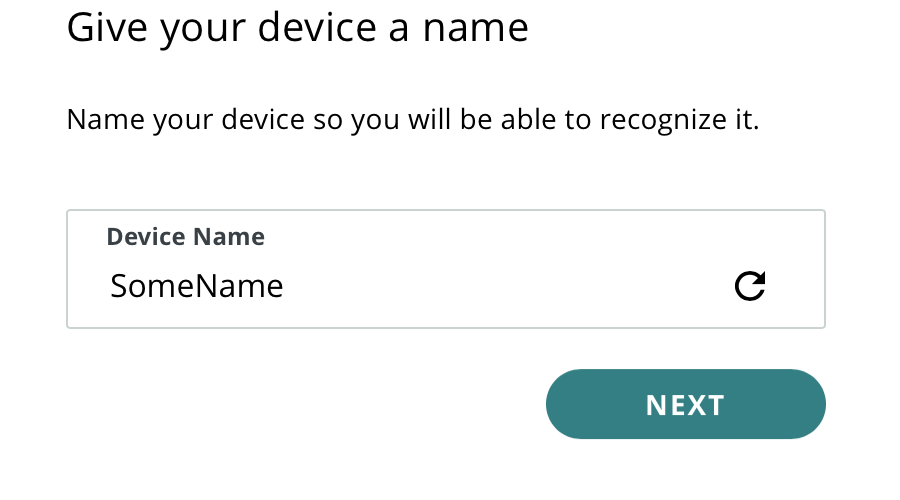 Give your device a name
Name your device so you will be able to recognize it.
Device Name
SomeName
NEXT